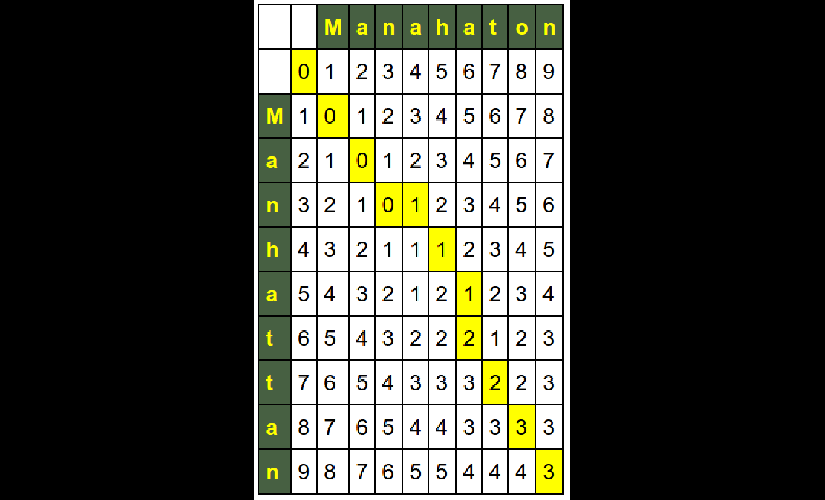 M a n a h a t o n
0 1 2 3 4 5 6 7 8 9
M 1 0 1 2 3 4 5 6 7 8
a 2 1 0 1 2 3 4 5 6 7
n 3 2 1 0 1 2 3 4 5 6
h 4 3 2 1 1 1 2 3 4 5
a 5 4 3 2 1 2 1 2 3 4
t 6 5 4 3 2 2 2 1 2 3
t 7 6 5 4 3 3 3 2 2 3
a 8 7 6 5 4 4 3 3 3 3
n 9 8 7 6 5 5 4 4 4 3